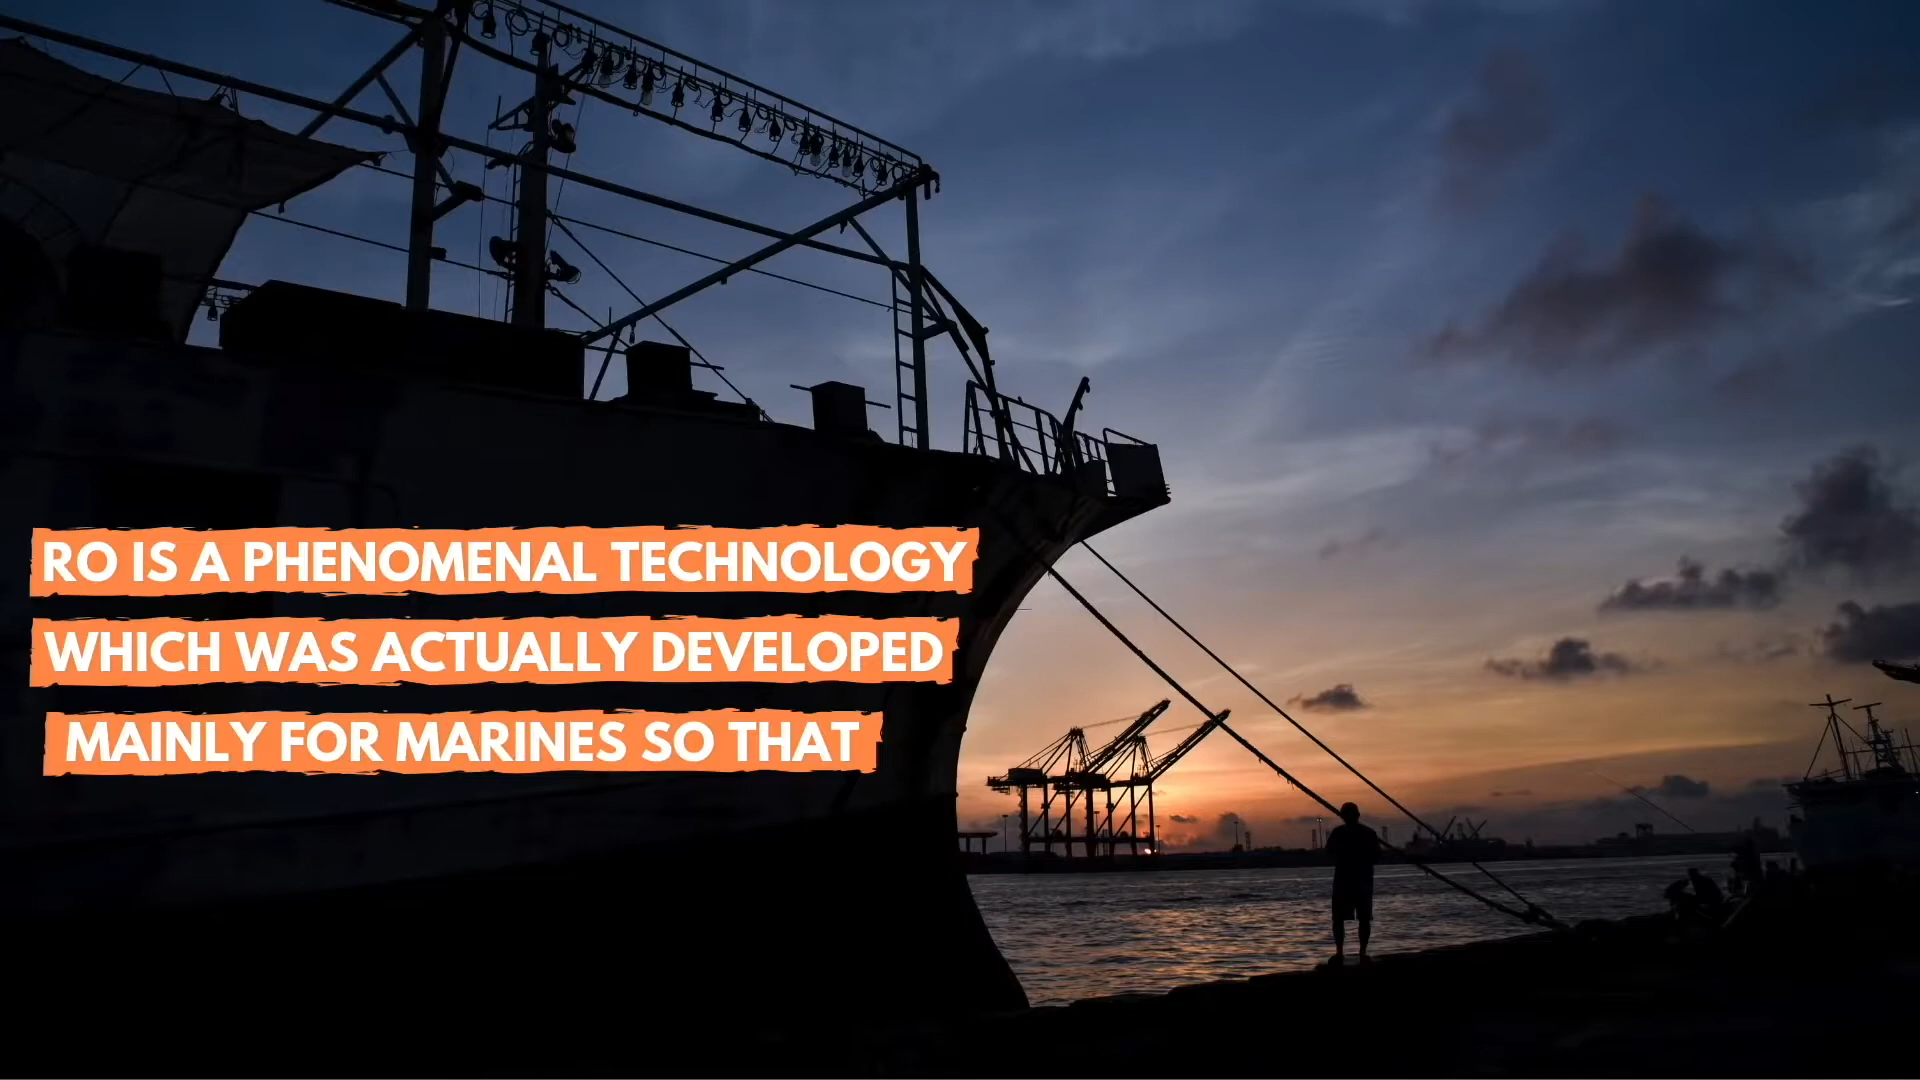 RO IS A PHENOMENAL TECHNOLOGY
WHICH WAS ACTUALLY DEVELOPED
MAINLY FOR MARINES SO THAT